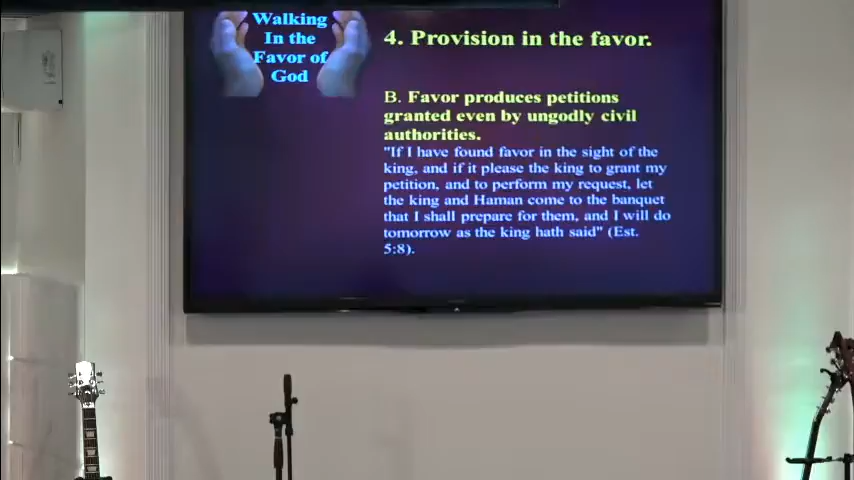 Walking
In the
Favor of
God
4. Provision in the favor.
B. Favor produces petitions
granted even by ungodly civil
authorities.
"If I have found favor in the sight of the
king, and if it please the king to grant my
petition, and to perform my request, let
the king and Haman come to the banquet
that I shall prepare for them, and I will do
tomorrow as the king hath said" (Est.
5:8).